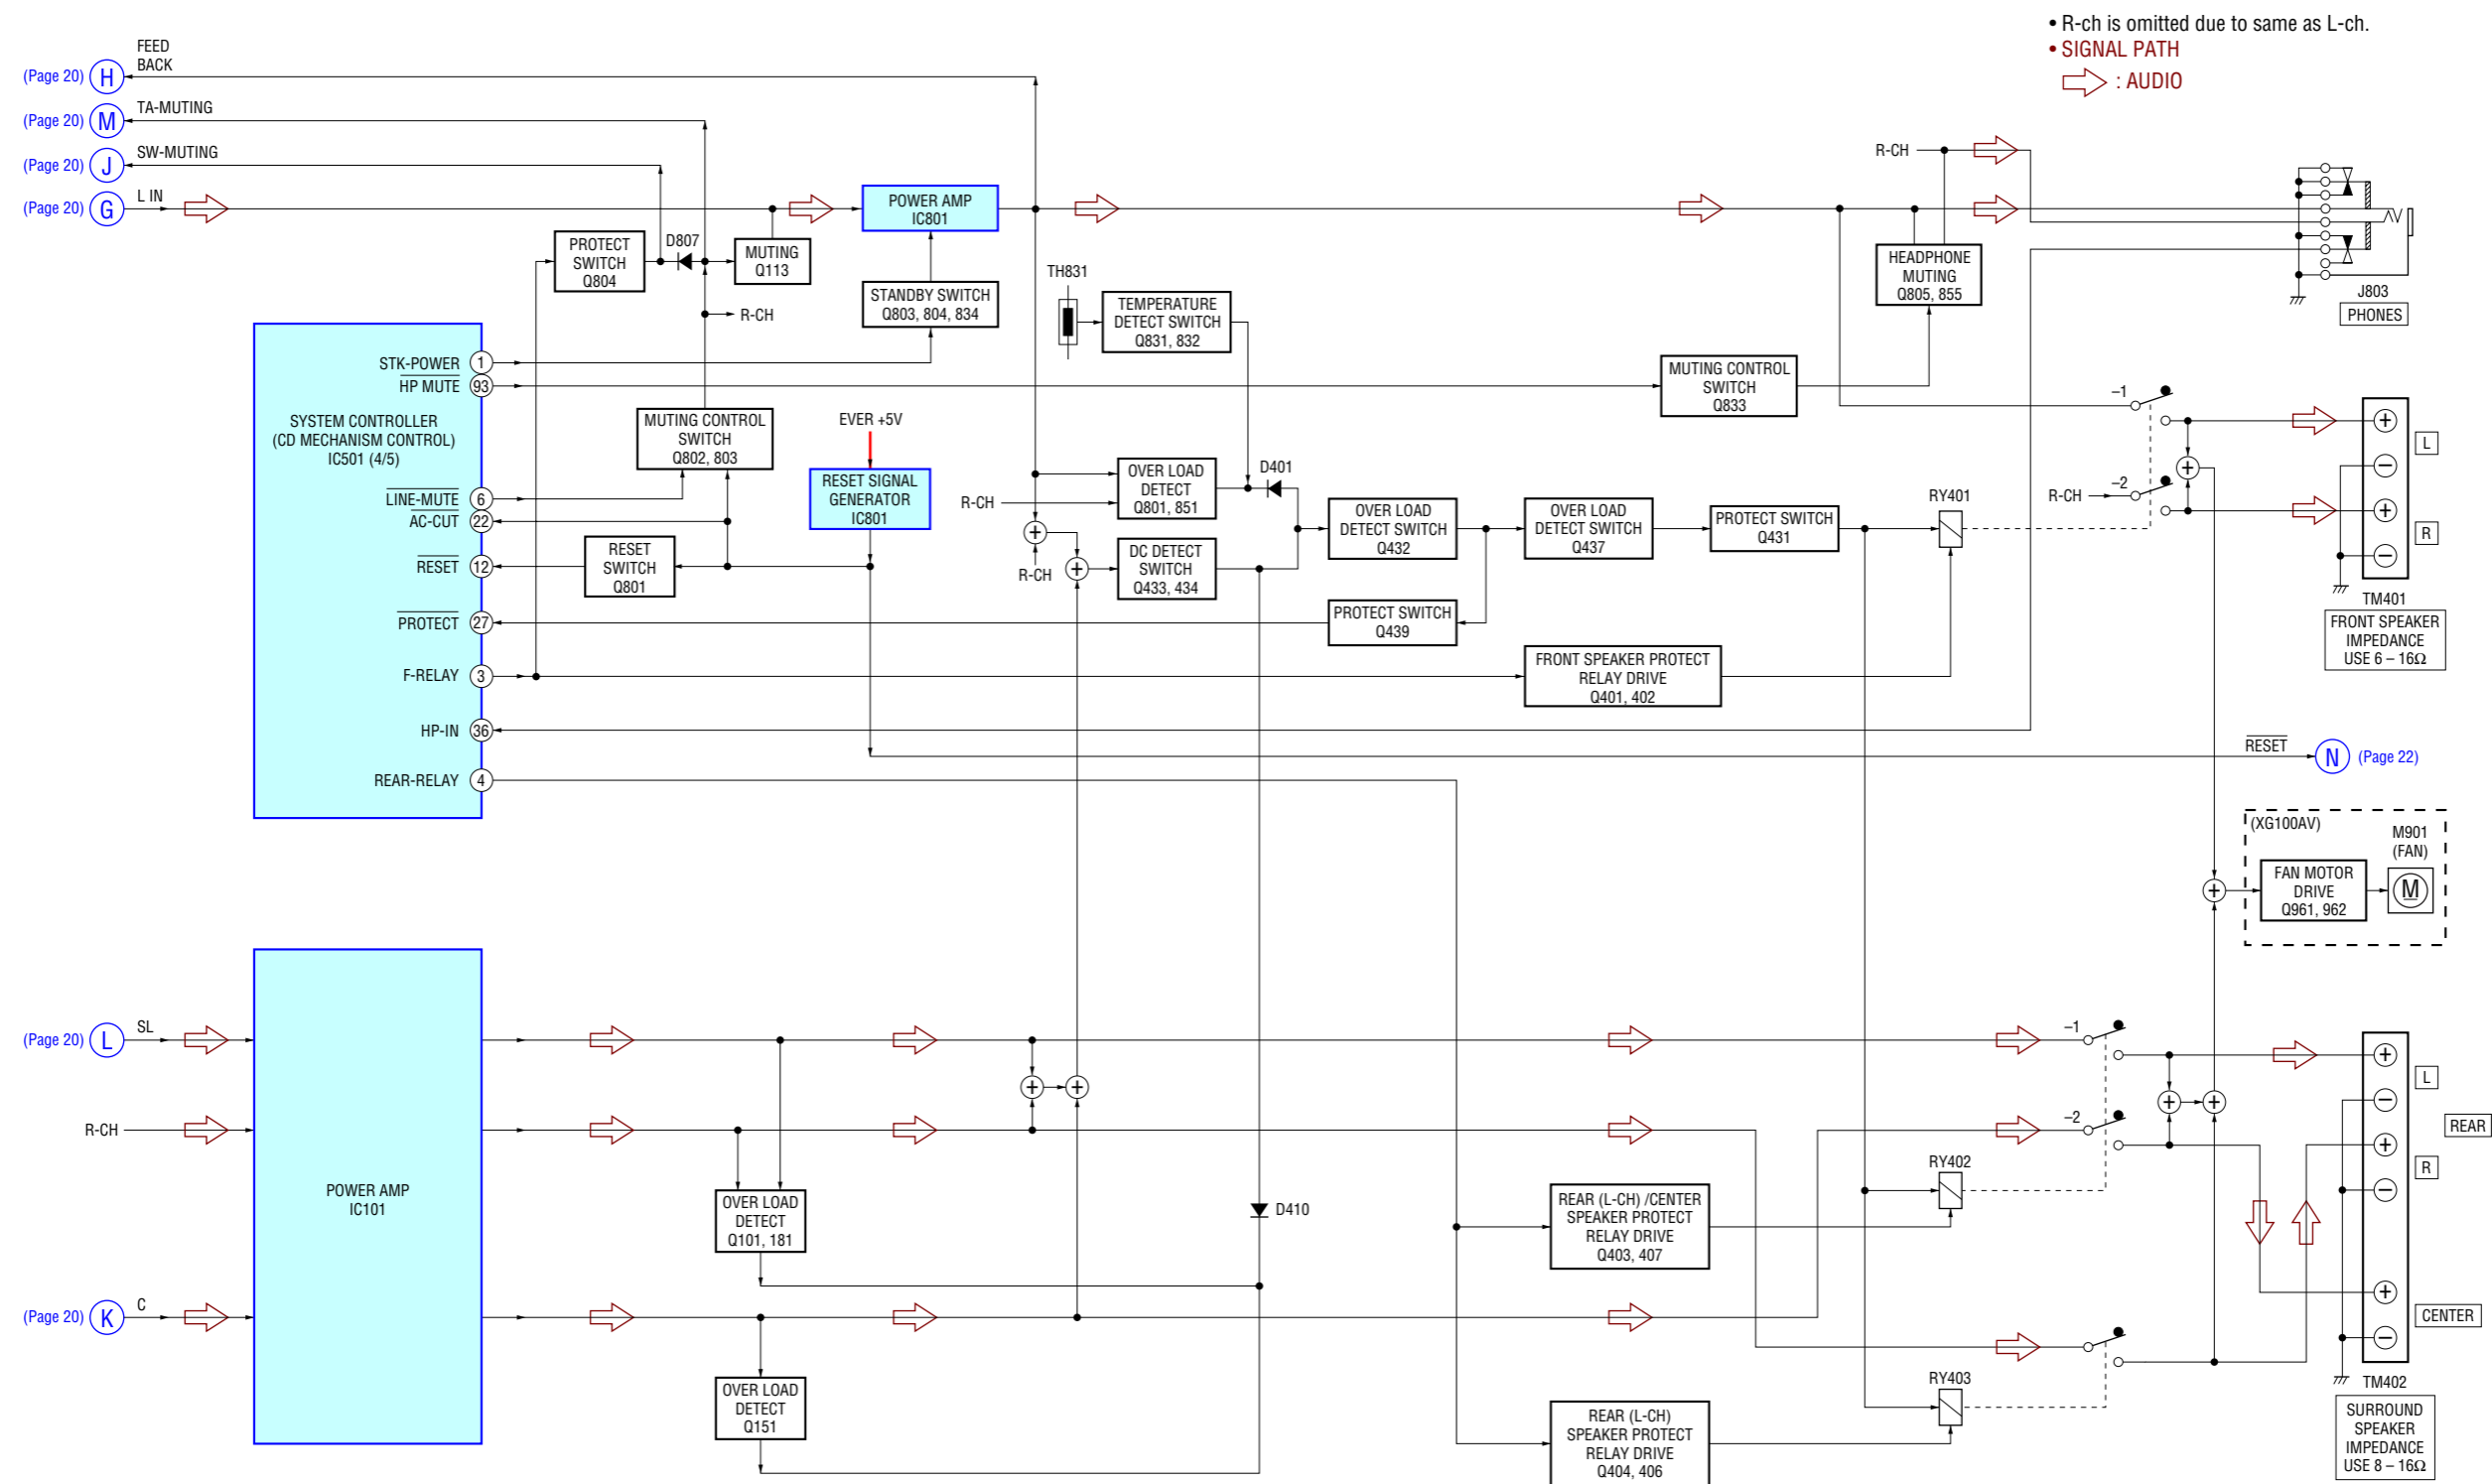 • R-ch is omitted due to same as L-ch.
• SIGNAL PATH
: AUDIO
(Page 20) H FEED BACK
(Page 20) M TA-MUTING
(Page 20) J SW-MUTING
(Page 20) G L IN
PROTECT
SWITCH
Q804
D807
MUTING
Q113
POWER AMP
IC801
STANDBY SWITCH
Q803, 804, 834
R-CH
TH831
TEMPERATURE
DETECT SWITCH
Q831, 832
R-CH
HEADPHONE
MUTING
Q805, 855
J803
PHONES
SYSTEM CONTROLLER
(CD MECHANISM CONTROL)
IC501 (4/5)
STK-POWER 1
HP MUTE 93
LINE-MUTE 6
AC-CUT 22
RESET 12
PROTECT 27
F-RELAY 3
HP-IN 36
REAR-RELAY 4
MUTING CONTROL
SWITCH
Q802, 803
EVER +5V
RESET SIGNAL
GENERATOR
IC801
RESET
SWITCH
Q801
MUTING CONTROL
SWITCH
Q833
R-CH
OVER LOAD
DETECT
Q801, 851
D401
R-CH
DC DETECT
SWITCH
Q433, 434
OVER LOAD
DETECT SWITCH
Q432
OVER LOAD
DETECT SWITCH
Q437
PROTECT SWITCH
Q431
PROTECT SWITCH
Q439
FRONT SPEAKER PROTECT
RELAY DRIVE
Q401, 402
RY401
–1
R-CH
–2
+
L
–
+
R
–
TM401
FRONT SPEAKER
IMPEDANCE
USE 6 – 16Ω
RESET N (Page 22)
(XG100AV)
M901
(FAN)
FAN MOTOR
DRIVE
Q961, 962
M
(Page 20) L SL
R-CH
(Page 20) K C
POWER AMP
IC101
OVER LOAD
DETECT
Q101, 181
OVER LOAD
DETECT
Q151
D410
REAR (L-CH) /CENTER
SPEAKER PROTECT
RELAY DRIVE
Q403, 407
REAR (L-CH)
SPEAKER PROTECT
RELAY DRIVE
Q404, 406
RY402
RY403
–1
–2
+
L
–
REAR
+
R
–
+
CENTER
–
TM402
SURROUND
SPEAKER
IMPEDANCE
USE 8 – 16Ω